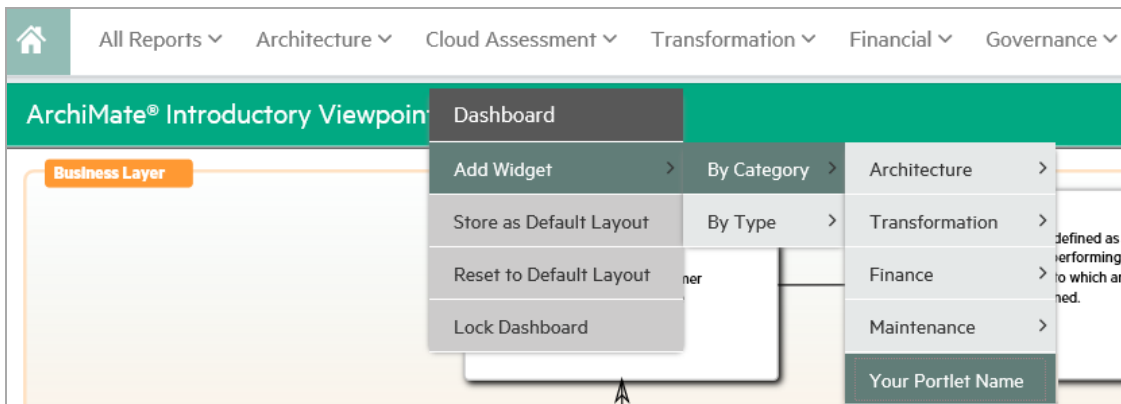 All Reports Architecture Cloud Assessment Transformation Financial Governance
ArchiMate® Introductory Viewpoin
Dashboard
Business Layer
Add Widget By Category Architecture
Store as Default Layout By Type Transformation
defined as
performing
Reset to Default Layout Finance
mer
to which an
ned.
Lock Dashboard Maintenance
Your Portlet Name